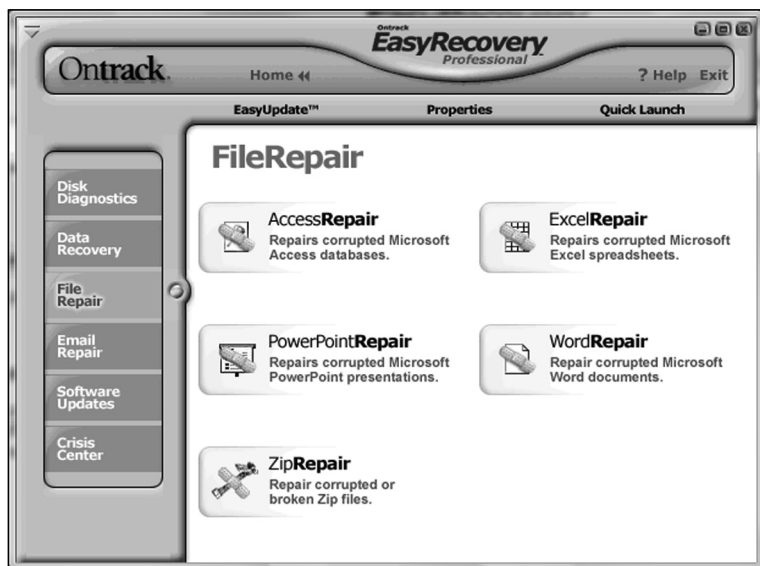 Ontrack
EasyRecovery
Professional
Ontrack.
Home
? Help Exit
EasyUpdate™ Properties Quick Launch
FileRepair
Disk
Diagnostics
Data
Recovery
File
Repair
Email
Repair
Software
Updates
Crisis
Center
AccessRepair
Repairs corrupted Microsoft
Access databases.
ExcelRepair
Repairs corrupted Microsoft
Excel spreadsheets.
PowerPointRepair
Repairs corrupted Microsoft
PowerPoint presentations.
WordRepair
Repair corrupted Microsoft
Word documents.
ZipRepair
Repair corrupted or
broken Zip files.